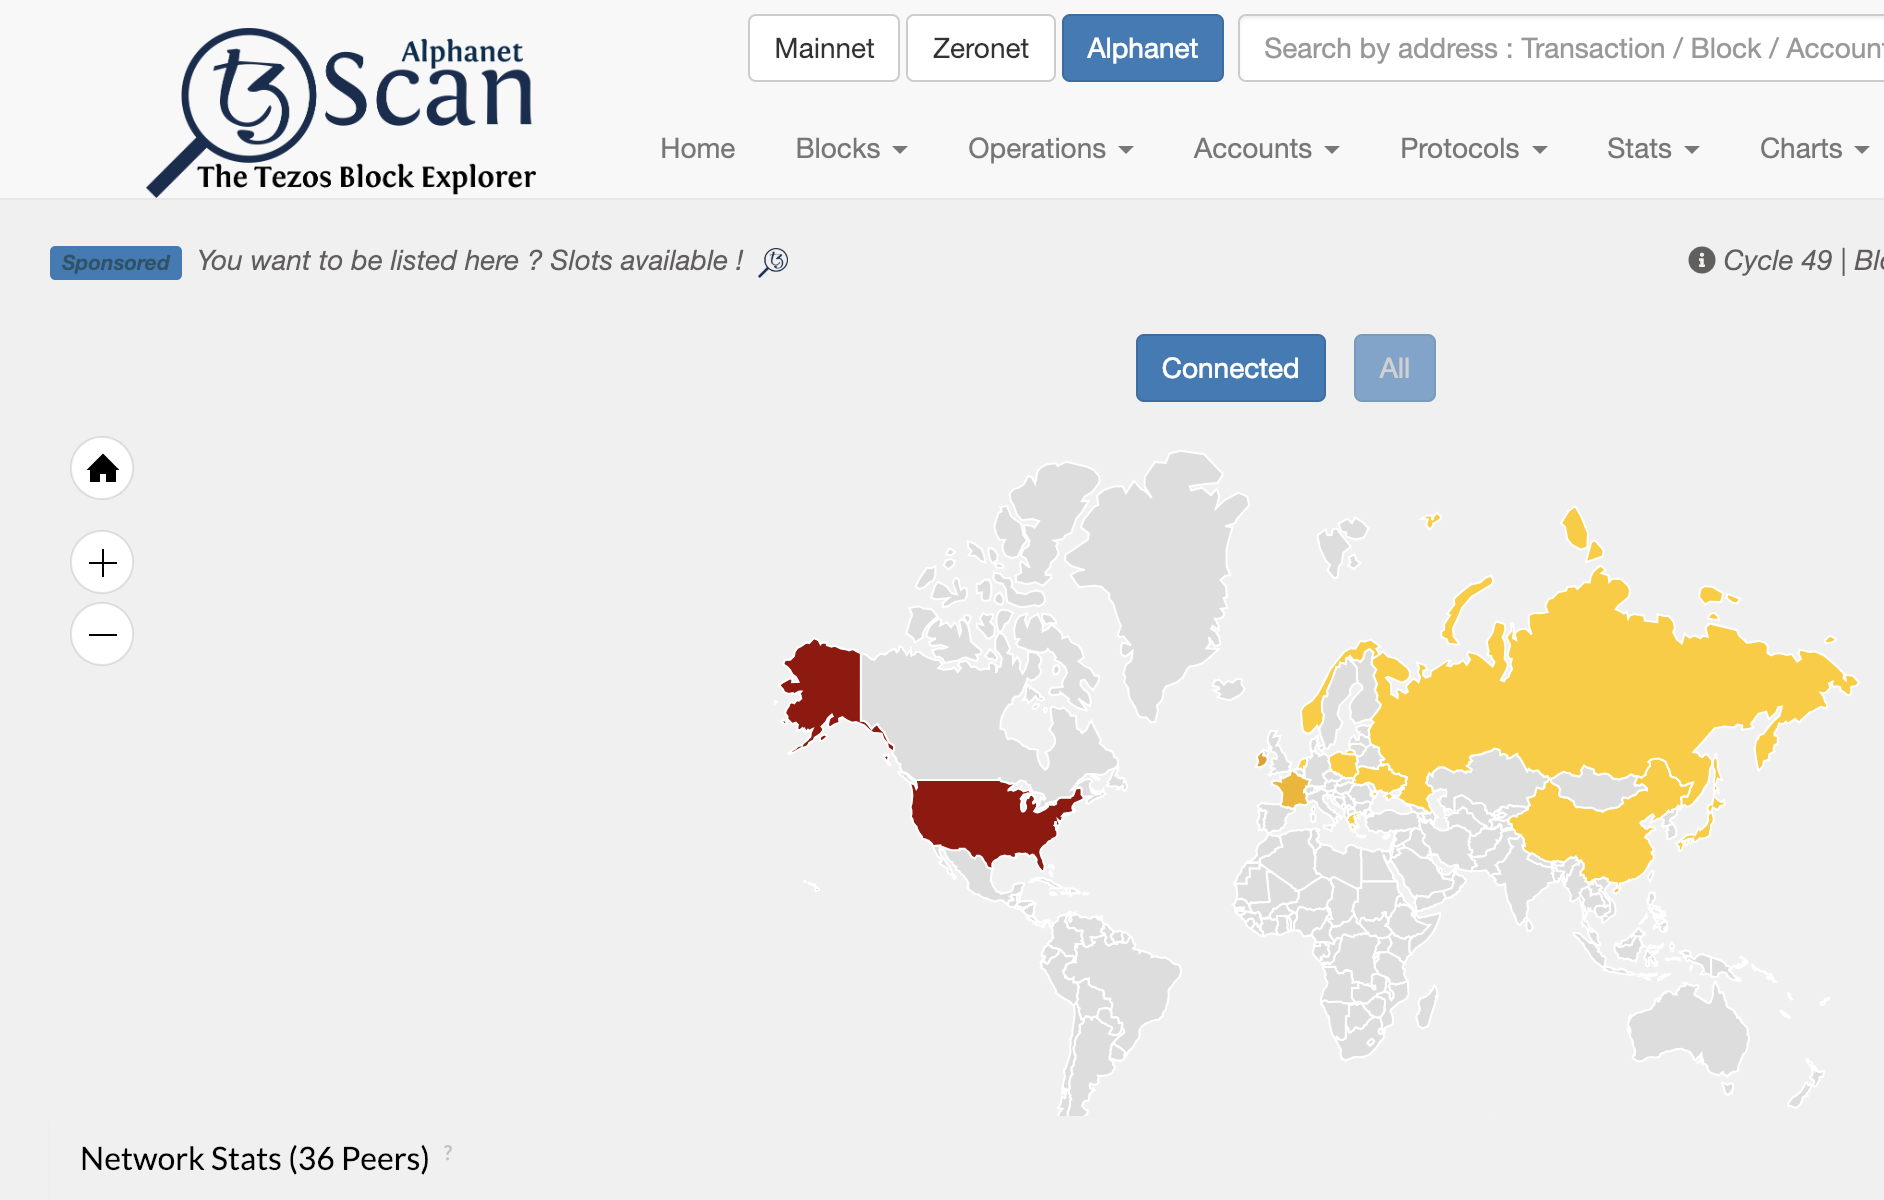 Alphanet
tz Scan
The Tezos Block Explorer
Mainnet Zeronet Alphanet Search by address : Transaction / Block / Accoun
Home Blocks Operations Accounts Protocols Stats Charts
Sponsored You want to be listed here ? Slots available ! Cycle 49 | Blo
Connected All
Network Stats (36 Peers) ?